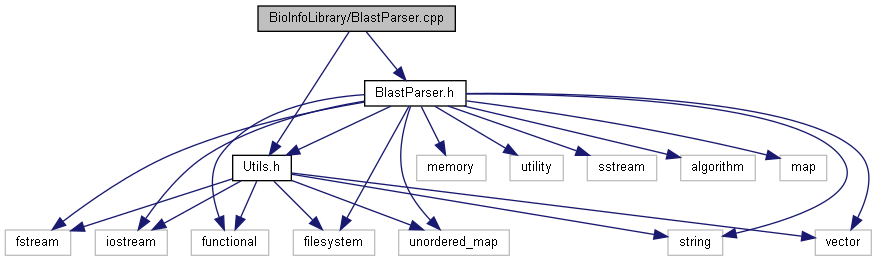 BioInfoLibrary/BlastParser.cpp
BlastParser.h
Utils.h
memory
utility
sstream
algorithm
map
fstream
iostream
functional
filesystem
unordered_map
string
vector